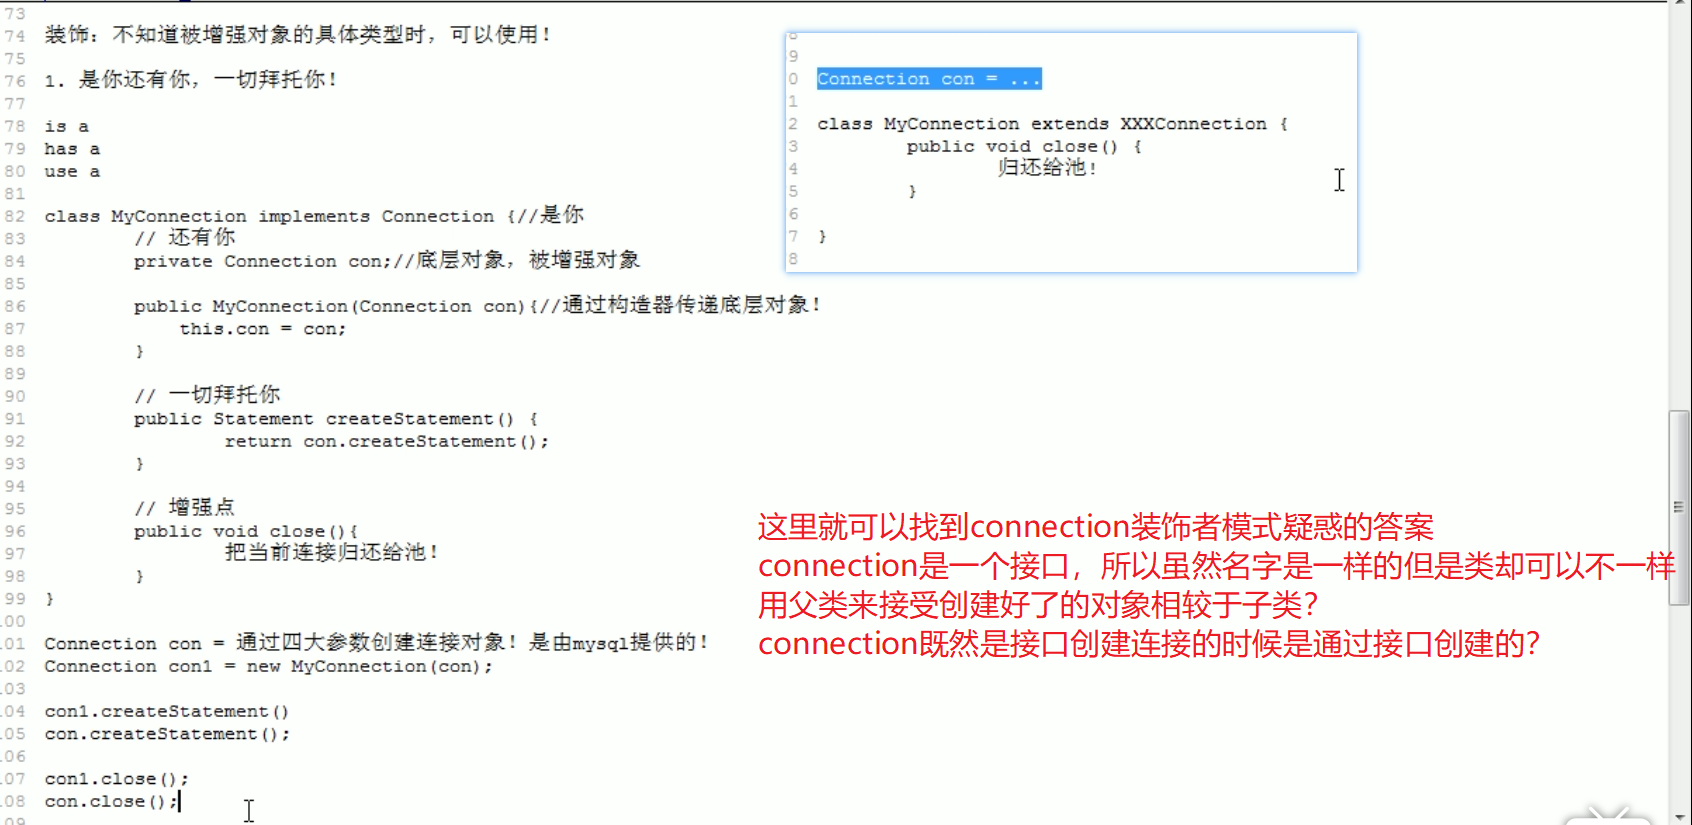 73
74 装饰：不知道被增强对象的具体类型时，可以使用！
75
76 1. 是你还有你，一切拜托你！
77
78 is a
79 has a
80 use a
81
82 class MyConnection implements Connection {//是你
83 // 还有你
84 private Connection con;//底层对象，被增强对象
85
86 public MyConnection(Connection con){//通过构造器传递底层对象！
87 this.con = con;
88 }
89
90 // 一切拜托你
91 public Statement createStatement() {
92 return con.createStatement();
93 }
94
95 // 增强点
96 public void close(){
97 把当前连接归还给池！
98 }
99 }
00
01 Connection con = 通过四大参数创建连接对象！是由mysql提供的！
02 Connection con1 = new MyConnection(con);
03
04 con1.createStatement()
05 con.createStatement();
06
07 con1.close();
08 con.close();
09
8
9
0 Connection con = ...
1
2 class MyConnection extends XXXConnection {
3 public void close() {
4 归还给池！
5 }
6
7 }
8
这里就可以找到connection装饰者模式疑惑的答案
connection是一个接口，所以虽然名字是一样的但是类却可以不一样
用父类来接受创建好了的对象相较于子类？
connection既然是接口创建连接的时候是通过接口创建的？